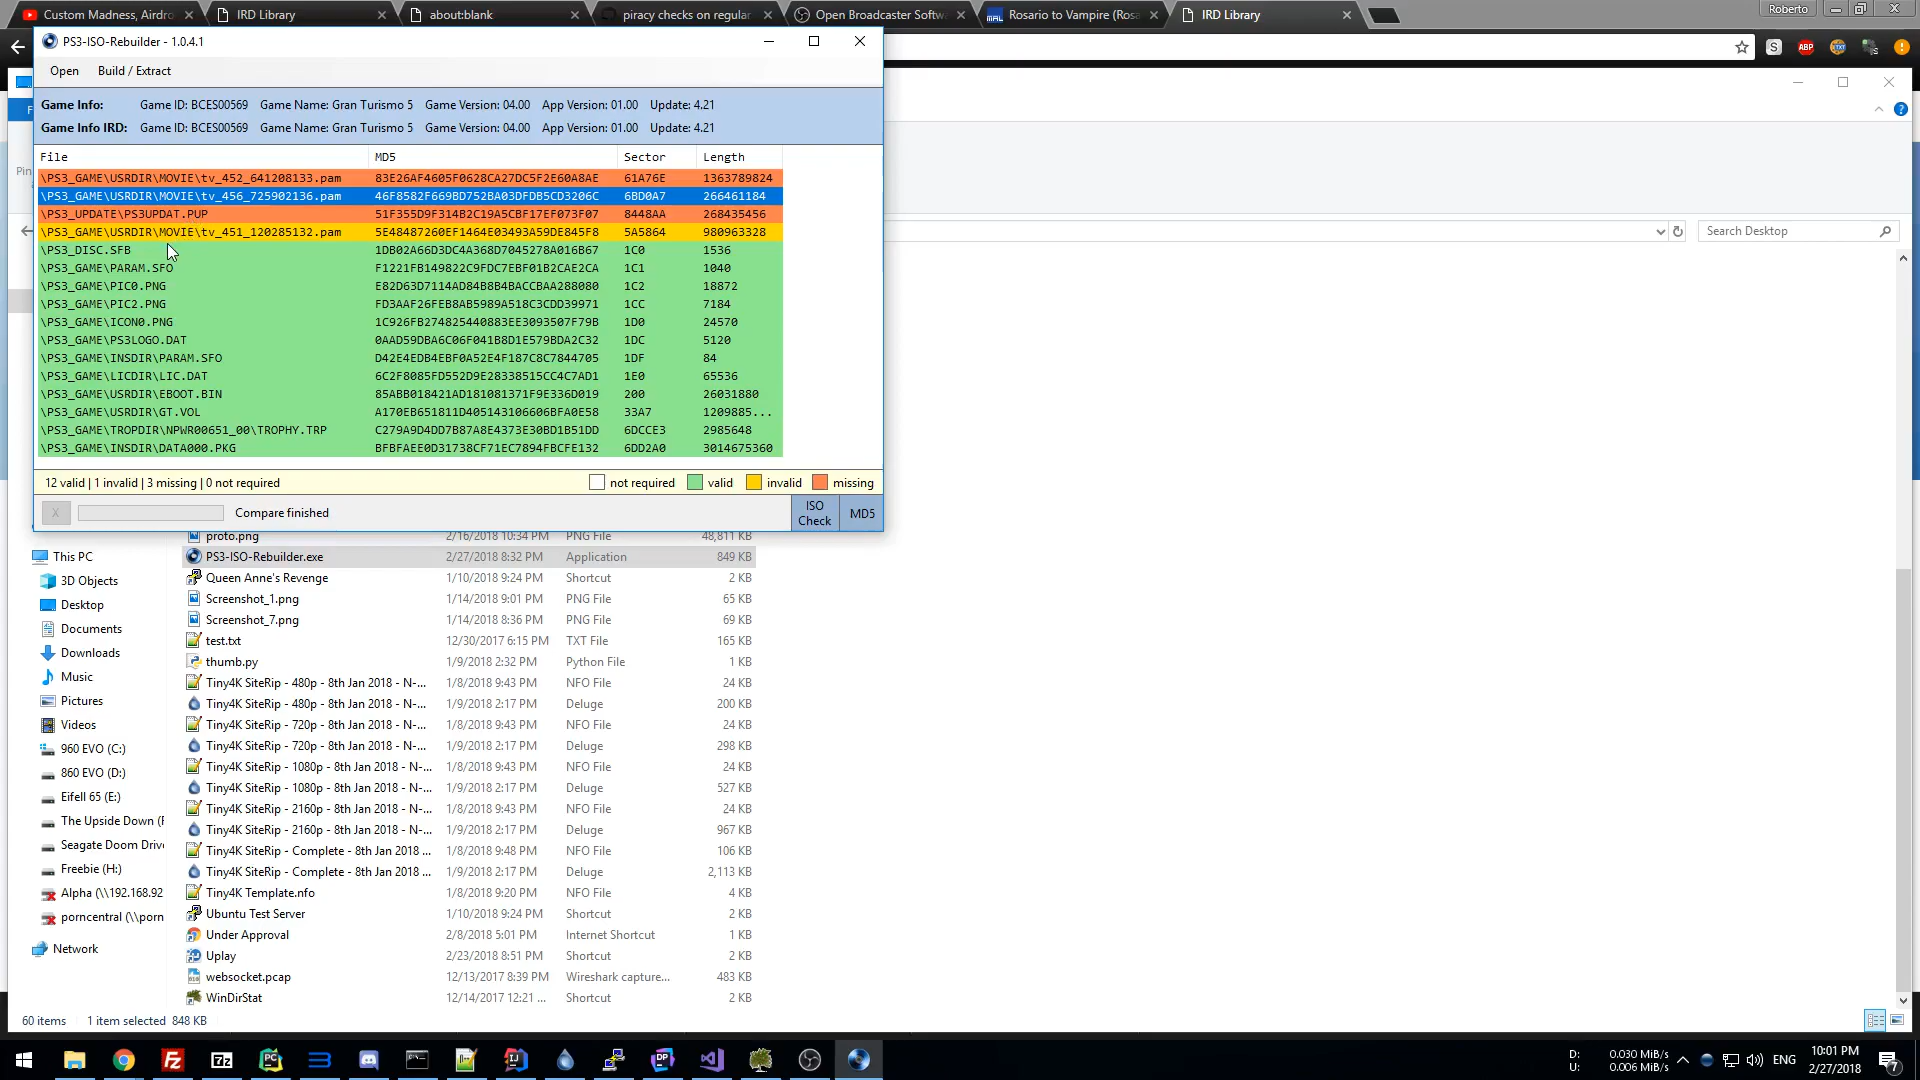 Custom Madness, Airdro
IRD Library
about:blank
piracy checks on regular
Open Broadcaster Softw
Rosario to Vampire (Rosa
IRD Library
Roberto
PS3-ISO-Rebuilder - 1.0.4.1
Open
Build / Extract
Game Info: Game ID: BCES00569 Game Name: Gran Turismo 5 Game Version: 04.00 App Version: 01.00 Update: 4.21
Game Info IRD: Game ID: BCES00569 Game Name: Gran Turismo 5 Game Version: 04.00 App Version: 01.00 Update: 4.21
File MD5 Sector Length
\PS3_GAME\USRDIR\MOVIE\tv_452_641208133.pam 83E26AF4605F0628CA27DC5F2E60A8AE 61A76E 1363789824
\PS3_GAME\USRDIR\MOVIE\tv_456_725902136.pam 46F8582F669BD752BA03DFDB5CD3206C 6BD0A7 266461184
\PS3_UPDATE\PS3UPDAT.PUP 51F355D9F314B2C19A5CBF17EF073F07 8448AA 268435456
\PS3_GAME\USRDIR\MOVIE\tv_451_120285132.pam 5E48487260EF1464E03493A59DE845F8 5A5864 980963328
\PS3_DISC.SFB 1DB02A66D3DC4A368D7045278A016B67 1C0 1536
\PS3_GAME\PARAM.SFO F1221FB149822C9FDC7EBF01B2CAE2CA 1C1 1040
\PS3_GAME\PIC0.PNG E82D63D7114AD84B8B4BACCBAA288080 1C2 18872
\PS3_GAME\PIC2.PNG FD3AAF26FEB8AB5989A518C3CDD39971 1CC 7184
\PS3_GAME\ICON0.PNG 1C926FB274825440883EE3093507F79B 1D0 24570
\PS3_GAME\PS3LOGO.DAT 0AAD59DBA6C06F041B8D1E579BDA2C32 1DC 5120
\PS3_GAME\INSDIR\PARAM.SFO D42E4EDB4EBF0A52E4F187C8C7844705 1DF 84
\PS3_GAME\LICDIR\LIC.DAT 6C2F8085FD552D9E28338515CC4C7AD1 1E0 65536
\PS3_GAME\USRDIR\EBOOT.BIN 85ABB018421AD181081371F9E336D019 200 26031880
\PS3_GAME\USRDIR\GT.VOL A170EB651811D405143106606BFA0E58 33A7 1209885...
\PS3_GAME\TROPDIR\NPWR00651_00\TROPHY.TRP C279A9D4DD7B87A8E4373E30BD1B51DD 6DCCE3 2985648
\PS3_GAME\INSDIR\DATA000.PKG BFBFAEE0D31738CF71EC7894FBCFE132 6DD2A0 3014675360
12 valid | 1 invalid | 3 missing | 0 not required
not required
valid
invalid
missing
X
Compare finished
ISO Check
MD5
Search Desktop
This PC
3D Objects
Desktop
Documents
Downloads
Music
Pictures
Videos
960 EVO (C:)
860 EVO (D:)
Eifell 65 (E:)
The Upside Down (F
Seagate Doom Driv
Freebie (H:)
Alpha (\\192.168.92
porncentral (\\porn
Network
proto.png 2/16/2018 10:34 PM PNG File 48,811 KB
PS3-ISO-Rebuilder.exe 2/27/2018 8:32 PM Application 849 KB
Queen Anne's Revenge 1/10/2018 9:24 PM Shortcut 2 KB
Screenshot_1.png 1/14/2018 9:01 PM PNG File 65 KB
Screenshot_7.png 1/14/2018 8:36 PM PNG File 69 KB
test.txt 12/30/2017 6:15 PM TXT File 165 KB
thumb.py 1/9/2018 2:32 PM Python File 1 KB
Tiny4K SiteRip - 480p - 8th Jan 2018 - N-... 1/8/2018 9:43 PM NFO File 24 KB
Tiny4K SiteRip - 480p - 8th Jan 2018 - N-... 1/9/2018 2:17 PM Deluge 200 KB
Tiny4K SiteRip - 720p - 8th Jan 2018 - N-... 1/8/2018 9:43 PM NFO File 24 KB
Tiny4K SiteRip - 720p - 8th Jan 2018 - N-... 1/9/2018 2:17 PM Deluge 298 KB
Tiny4K SiteRip - 1080p - 8th Jan 2018 - N-... 1/8/2018 9:43 PM NFO File 24 KB
Tiny4K SiteRip - 1080p - 8th Jan 2018 - N-... 1/9/2018 2:17 PM Deluge 527 KB
Tiny4K SiteRip - 2160p - 8th Jan 2018 - N-... 1/8/2018 9:43 PM NFO File 24 KB
Tiny4K SiteRip - 2160p - 8th Jan 2018 - N-... 1/9/2018 2:17 PM Deluge 967 KB
Tiny4K SiteRip - Complete - 8th Jan 2018 ... 1/8/2018 9:48 PM NFO File 106 KB
Tiny4K SiteRip - Complete - 8th Jan 2018 ... 1/9/2018 2:17 PM Deluge 2,113 KB
Tiny4K Template.nfo 1/8/2018 9:20 PM NFO File 4 KB
Ubuntu Test Server 1/10/2018 9:24 PM Shortcut 2 KB
Under Approval 2/8/2018 5:01 PM Internet Shortcut 1 KB
Uplay 2/23/2018 8:51 PM Shortcut 2 KB
websocket.pcap 12/13/2017 8:39 PM Wireshark capture... 483 KB
WinDirStat 12/14/2017 12:21 ... Shortcut 2 KB
60 items 1 item selected 848 KB
D: 0.030 MiB/s
U: 0.006 MiB/s
ENG
10:01 PM
2/27/2018
7